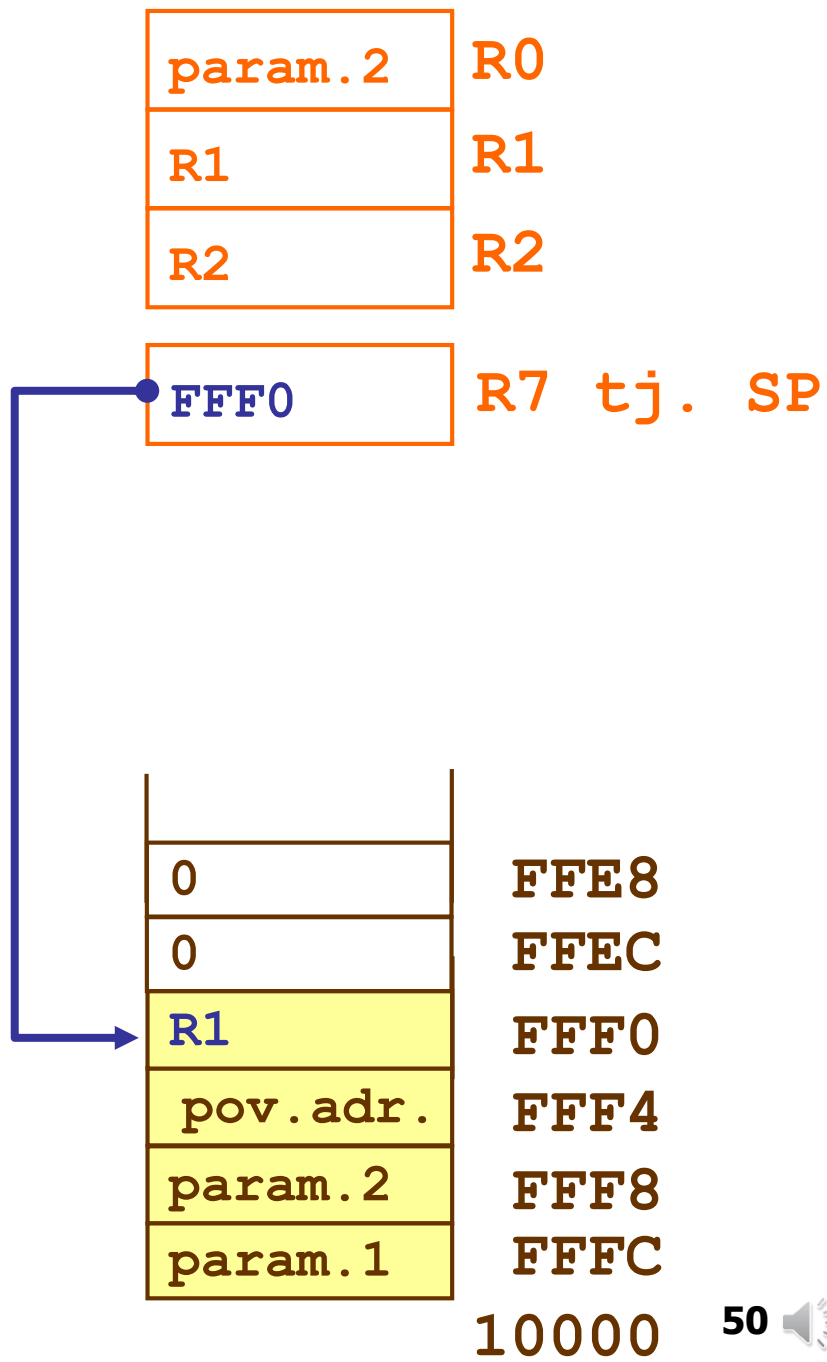 param.2 R0
R1 R1
R2 R2
FFF0 R7 tj. SP
0 FFE8
0 FFEC
R1 FFF0
pov.adr. FFF4
param.2 FFF8
param.1 FFFC
10000 50